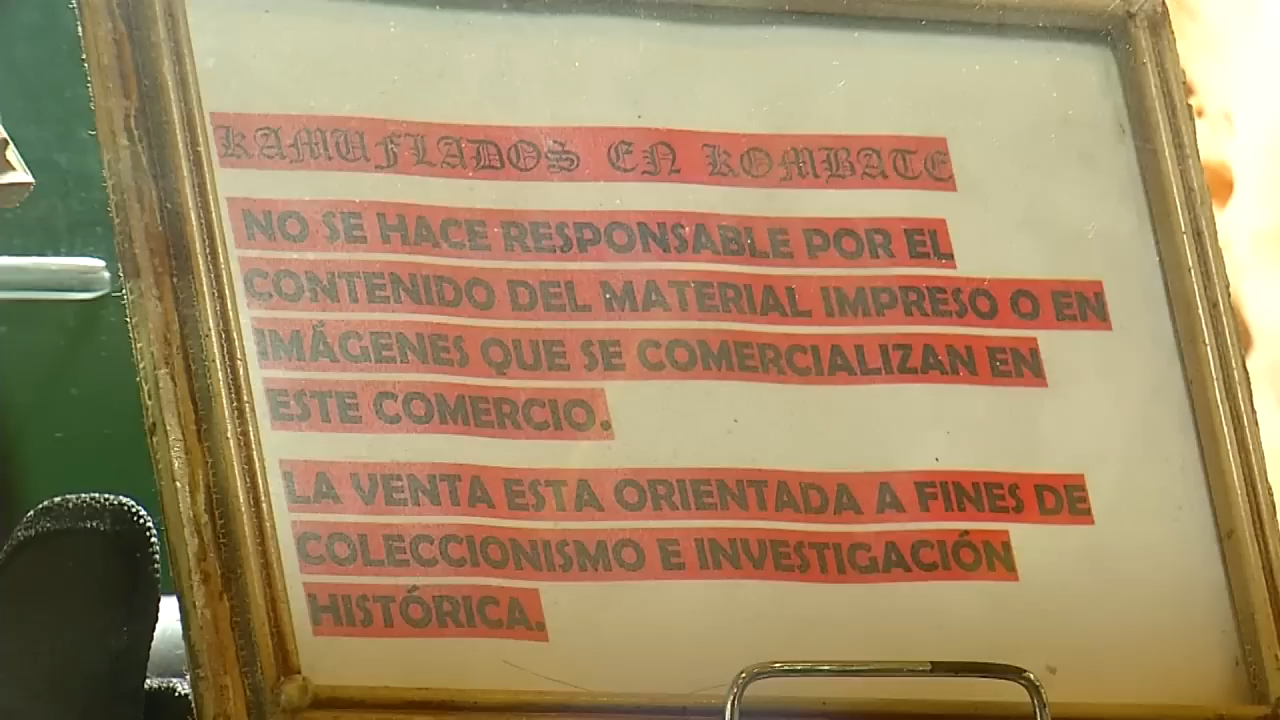 KAMUFLADOS EN KOMBATE
NO SE HACE RESPONSABLE POR EL
CONTENIDO DEL MATERIAL IMPRESO O EN
IMÁGENES QUE SE COMERCIALIZAN EN
ESTE COMERCIO.
LA VENTA ESTA ORIENTADA A FINES DE
COLECCIONISMO E INVESTIGACIÓN
HISTÓRICA.